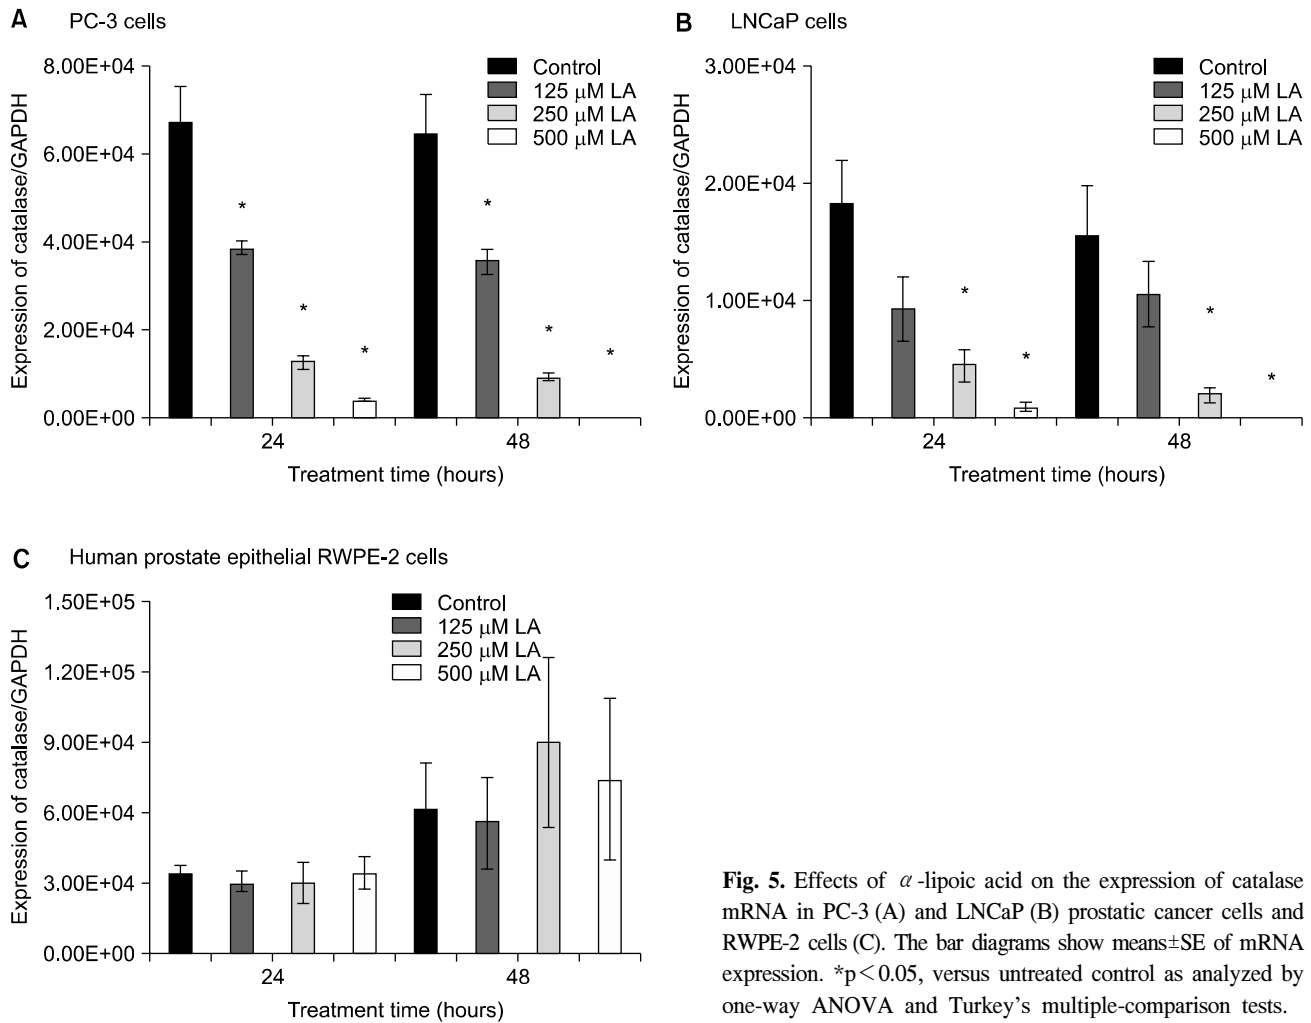 A PC-3 cells
8.00E+04
6.00E+04
4.00E+04
2.00E+04
0.00E+00
Expression of catalase/GAPDH
Control
125 μM LA
250 μM LA
500 μM LA
* * * * * *
24 48
Treatment time (hours)
B LNCaP cells
3.00E+04
2.00E+04
1.00E+04
0.00E+00
Expression of catalase/GAPDH
Control
125 μM LA
250 μM LA
500 μM LA
* * * *
24 48
Treatment time (hours)
C Human prostate epithelial RWPE-2 cells
1.50E+05
1.20E+05
9.00E+04
6.00E+04
3.00E+04
0.00E+00
Expression of catalase/GAPDH
Control
125 μM LA
250 μM LA
500 μM LA
24 48
Treatment time (hours)
Fig. 5. Effects of α-lipoic acid on the expression of catalase
mRNA in PC-3 (A) and LNCaP (B) prostatic cancer cells and
RWPE-2 cells (C). The bar diagrams show means±SE of mRNA
expression. *p<0.05, versus untreated control as analyzed by
one-way ANOVA and Turkey's multiple-comparison tests.